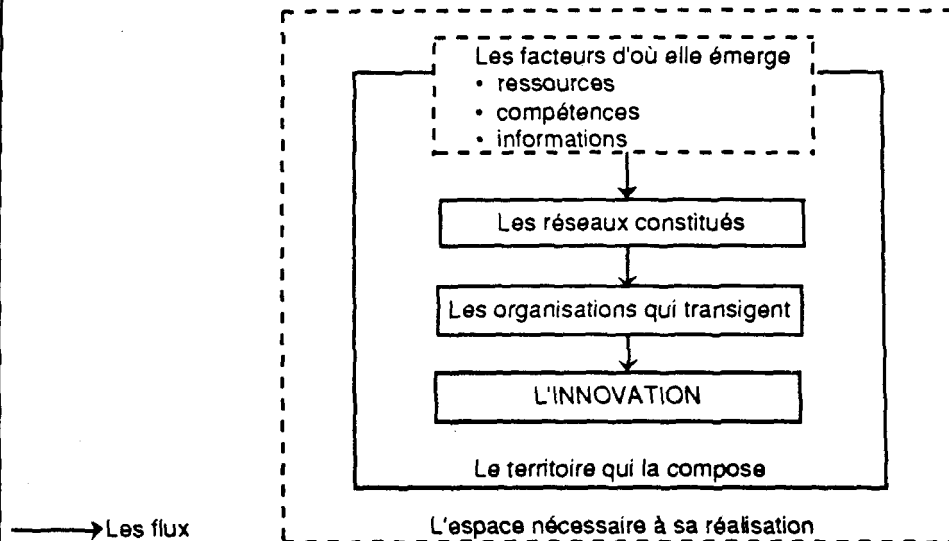 Les facteurs d'où elle émerge
• ressources
• compétences
• informations
Les réseaux constitués
Les organisations qui transigent
L'INNOVATION
Le territoire qui la compose
L'espace nécessaire à sa réalisation
Les flux